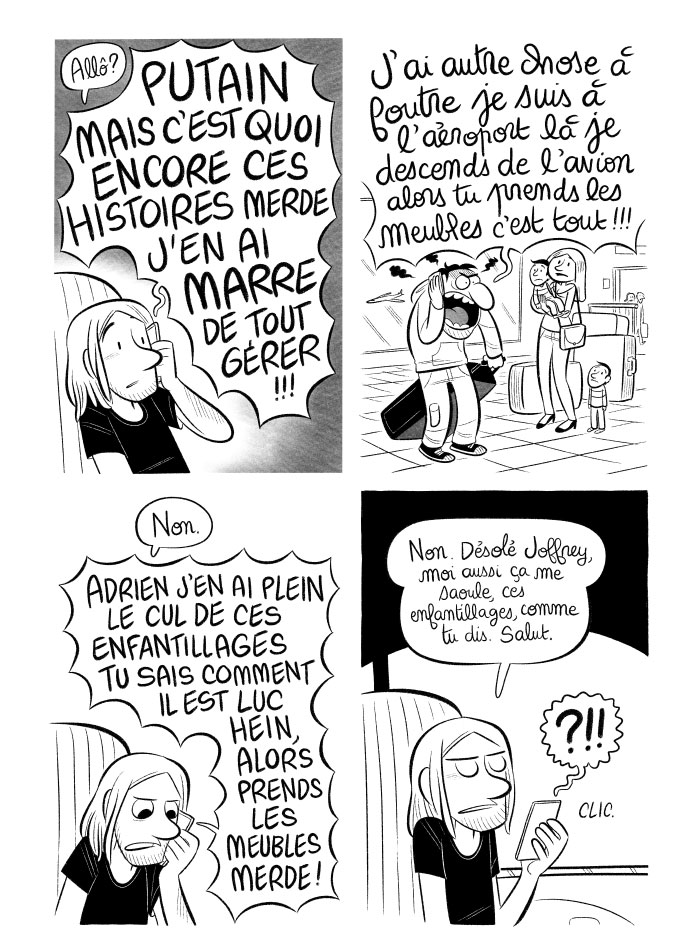 Allô?
PUTAIN
MAIS C'EST QUOI
ENCORE CES
HISTOIRES MERDE
J'EN AI
MARRE
DE TOUT
GÉRER
!!!
J'ai autre chose à
foutre je suis à
l'aéroport là je
descends de l'avion
alors tu prends les
meubles c'est tout!!!
Non.
ADRIEN J'EN AI PLEIN
LE CUL DE CES
ENFANTILLAGES
TU SAIS COMMENT
IL EST LUC
HEIN,
ALORS
PRENDS
LES
MEUBLES
MERDE!
Non. Désolé Joffrey,
moi aussi ça me
saoule, ces
enfantillages, comme
tu dis. Salut.
?!!
CLIC.